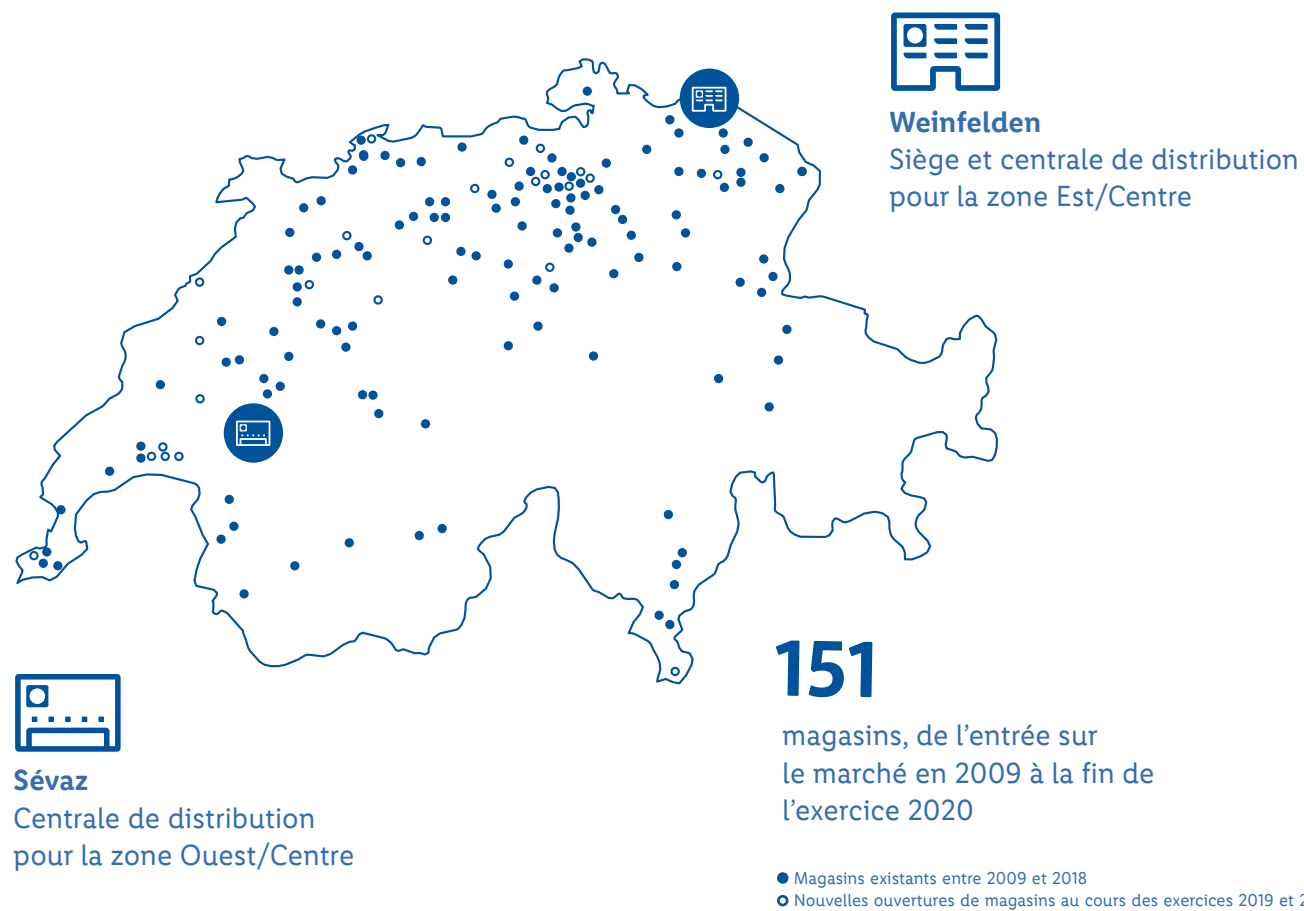 Weinfelden
Siège et centrale de distribution
pour la zone Est/Centre
Sévaz
Centrale de distribution
pour la zone Ouest/Centre
151
magasins, de l'entrée sur
le marché en 2009 à la fin de
l'exercice 2020
Magasins existants entre 2009 et 2018
Nouvelles ouvertures de magasins au cours des exercices 2019 et